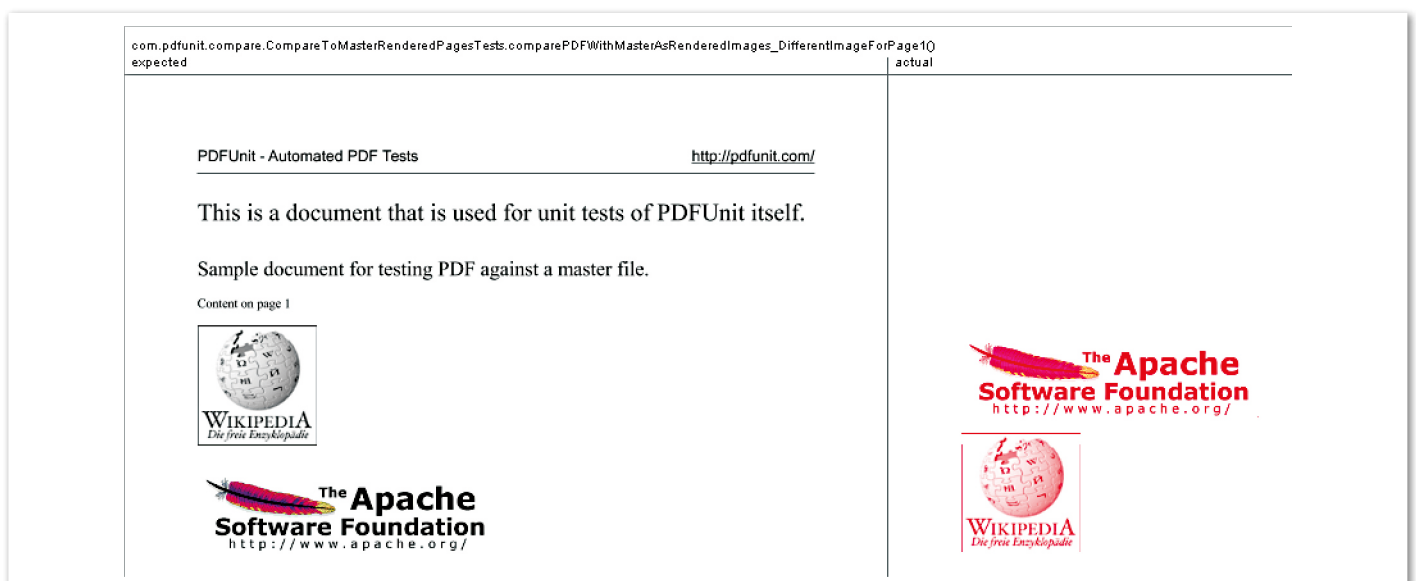 com.pdfunit.compare.CompareToMasterRenderedPagesTests.comparePDFWithMasterAsRenderedImages_DifferentImageForPage1()
expected
actual
PDFUnit - Automated PDF Tests
http://pdfunit.com/
This is a document that is used for unit tests of PDFUnit itself.
Sample document for testing PDF against a master file.
Content on page 1
Ω
W
И
WIKIPEDIA
Die freie Enzyklopädie
The Apache
Software Foundation
http://www.apache.org/
The Apache
Software Foundation
http://www.apache.org/
Ω
W
И
WIKIPEDIA
Die freie Enzyklopädie